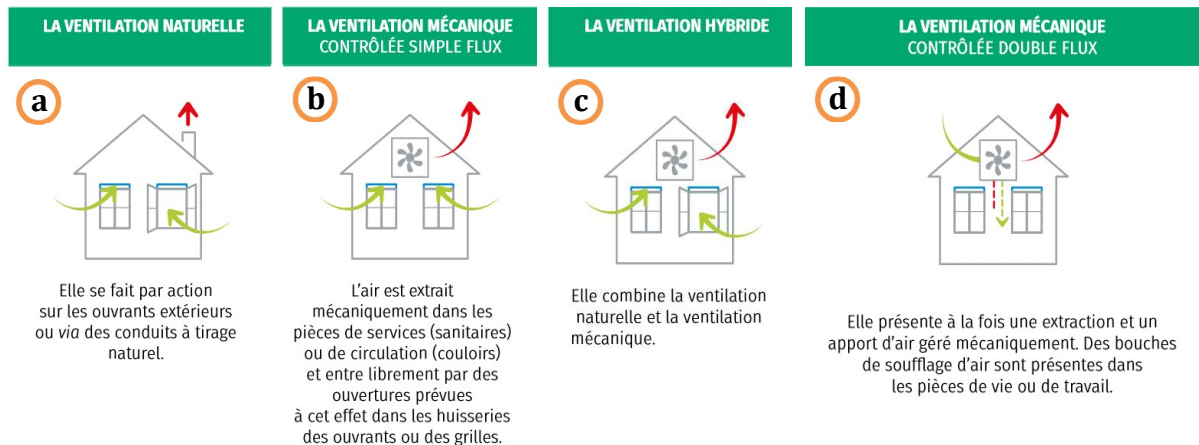 LA VENTILATION NATURELLE
a
Elle se fait par action
sur les ouvrants extérieurs
ou via des conduits à tirage
naturel.
LA VENTILATION MÉCANIQUE
CONTRÔLÉE SIMPLE FLUX
b
L'air est extrait
mécaniquement dans les
pièces de services (sanitaires)
ou de circulation (couloirs)
et entre librement par des
ouvertures prévues
à cet effet dans les huisseries
des ouvrants ou des grilles.
LA VENTILATION HYBRIDE
c
Elle combine la ventilation
naturelle et la ventilation
mécanique.
LA VENTILATION MÉCANIQUE
CONTRÔLÉE DOUBLE FLUX
d
Elle présente à la fois une extraction et un
apport d'air géré mécaniquement. Des bouches
de soufflage d'air sont présentes dans
les pièces de vie ou de travail.